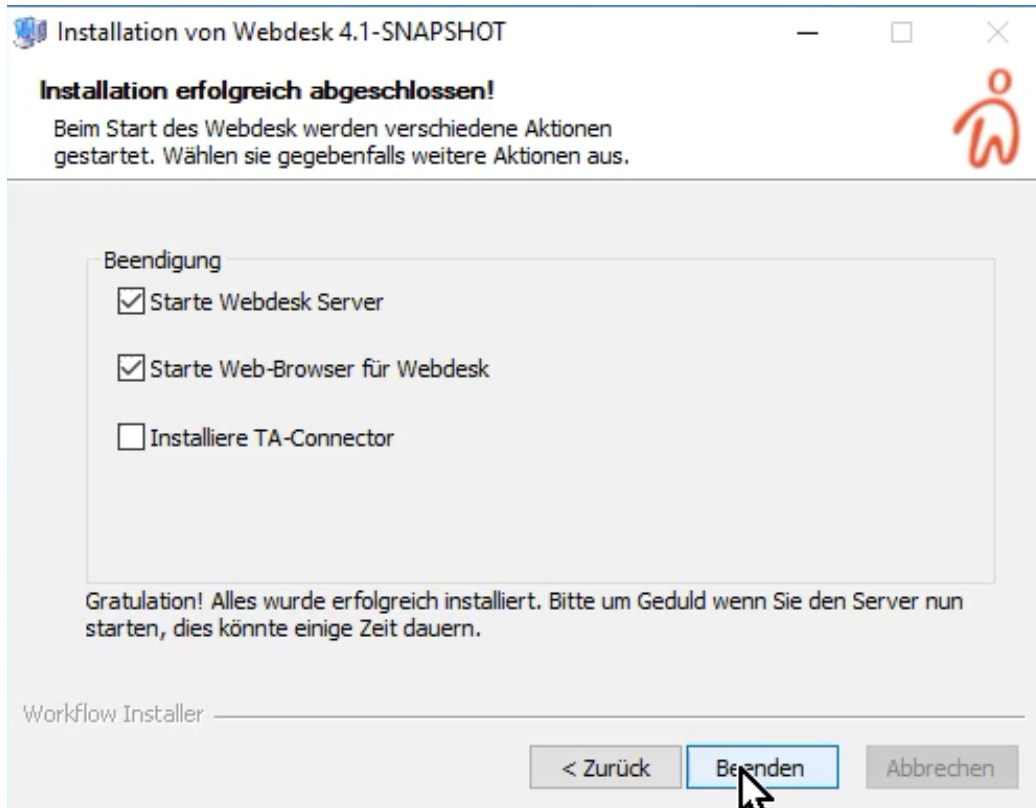 Installation von Webdesk 4.1-SNAPSHOT
Installation erfolgreich abgeschlossen!
Beim Start des Webdesk werden verschiedene Aktionen
gestartet. Wählen sie gegebenfalls weitere Aktionen aus.
Beendigung
Starte Webdesk Server
Starte Web-Browser für Webdesk
Installiere TA-Connector
Gratulation! Alles wurde erfolgreich installiert. Bitte um Geduld wenn Sie den Server nun
starten, dies könnte einige Zeit dauern.
Workflow Installer
< Zurück
Beenden
Abbrechen